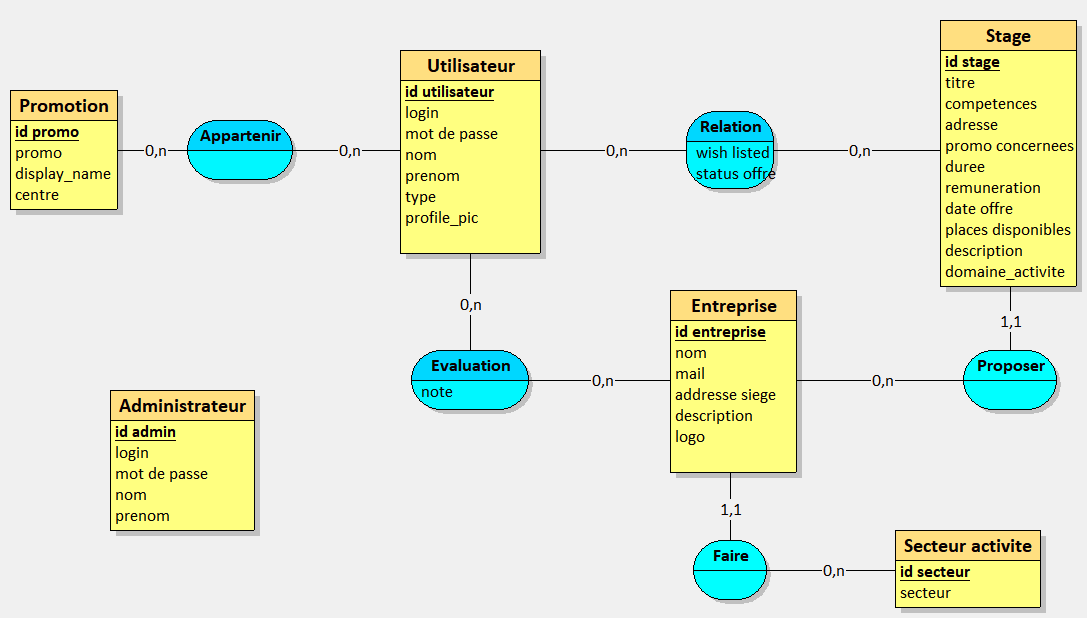 Promotion
id promo
promo
display_name
centre
0,n
Appartenir
0,n
Utilisateur
id utilisateur
login
mot de passe
nom
prenom
type
profile_pic
0,n
Relation
wish listed
status offre
0,n
Stage
id stage
titre
competences
adresse
promo concernees
duree
remuneration
date offre
places disponibles
description
domaine_activite
0,n
Evaluation
note
0,n
Entreprise
id entreprise
nom
mail
addresse siege
description
logo
0,n
1,1
Proposer
Administrateur
id admin
login
mot de passe
nom
prenom
1,1
Faire
0,n
Secteur activite
id secteur
secteur